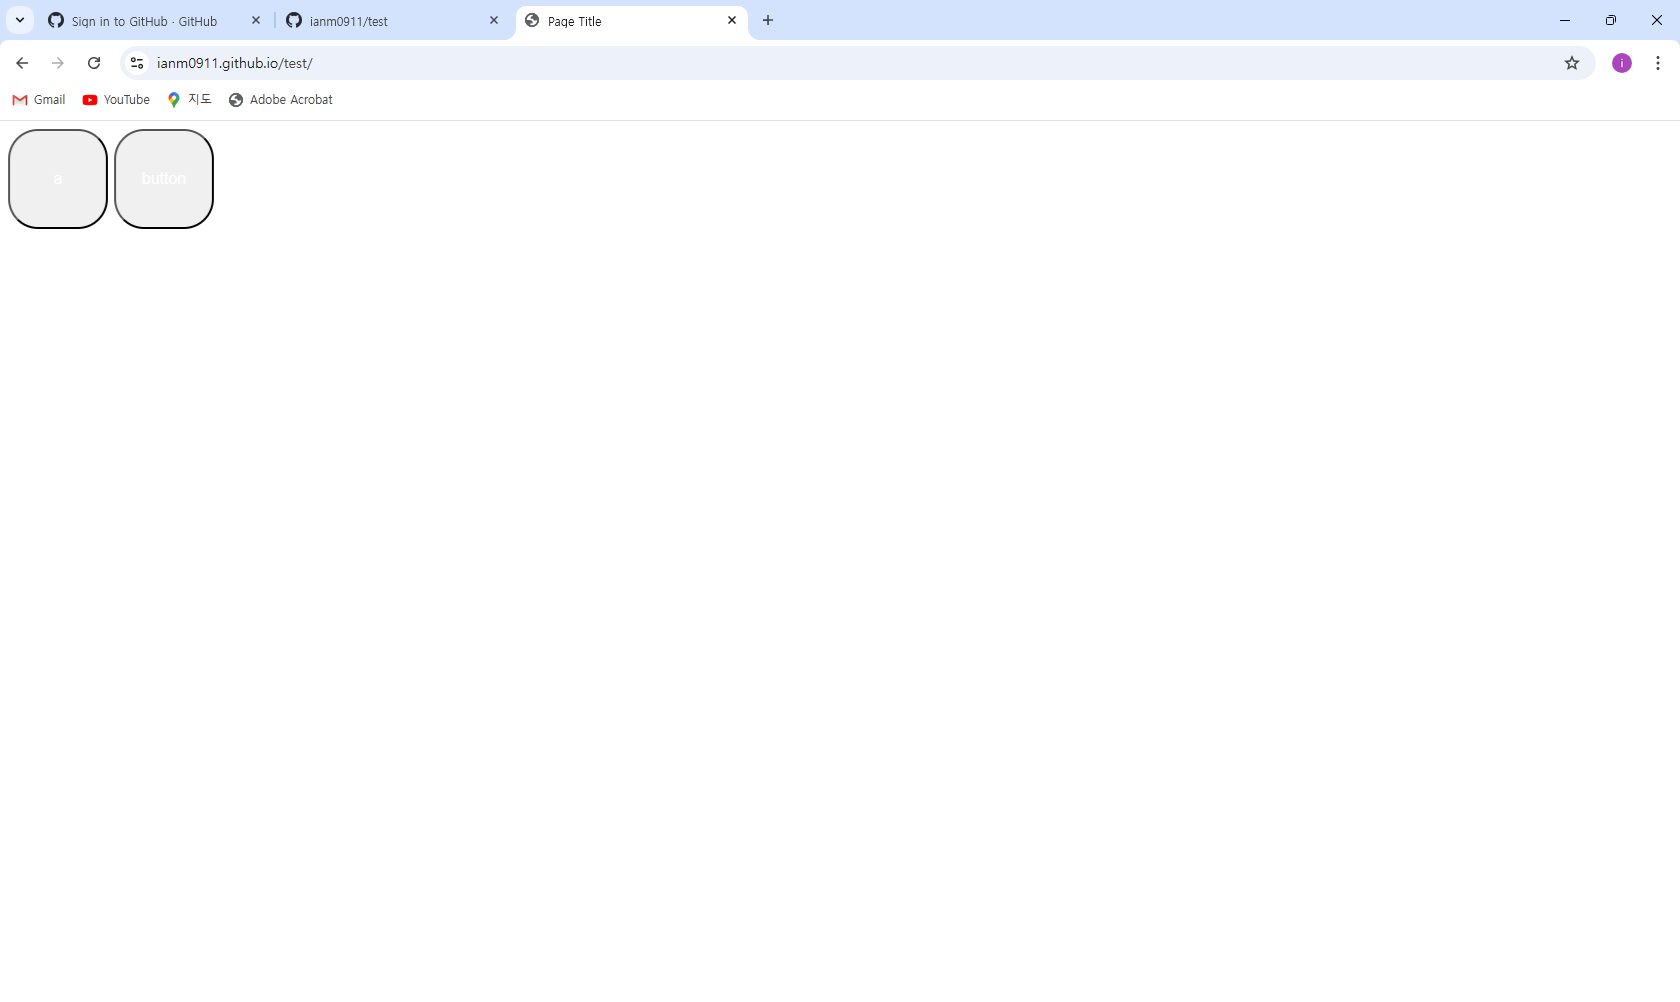 Sign in to GitHub · GitHub
ianm0911/test
Page Title
ianm0911.github.io/test/
i
Gmail
YouTube
지도
Adobe Acrobat
a
button